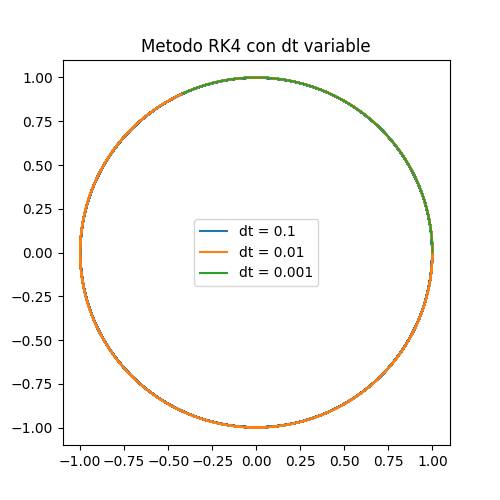 Metodo RK4 con dt variable
1.00
0.75
0.50
0.25
0.00
−0.25
−0.50
−0.75
−1.00
dt = 0.1
dt = 0.01
dt = 0.001
−1.00 −0.75 −0.50 −0.25 0.00 0.25 0.50 0.75 1.00